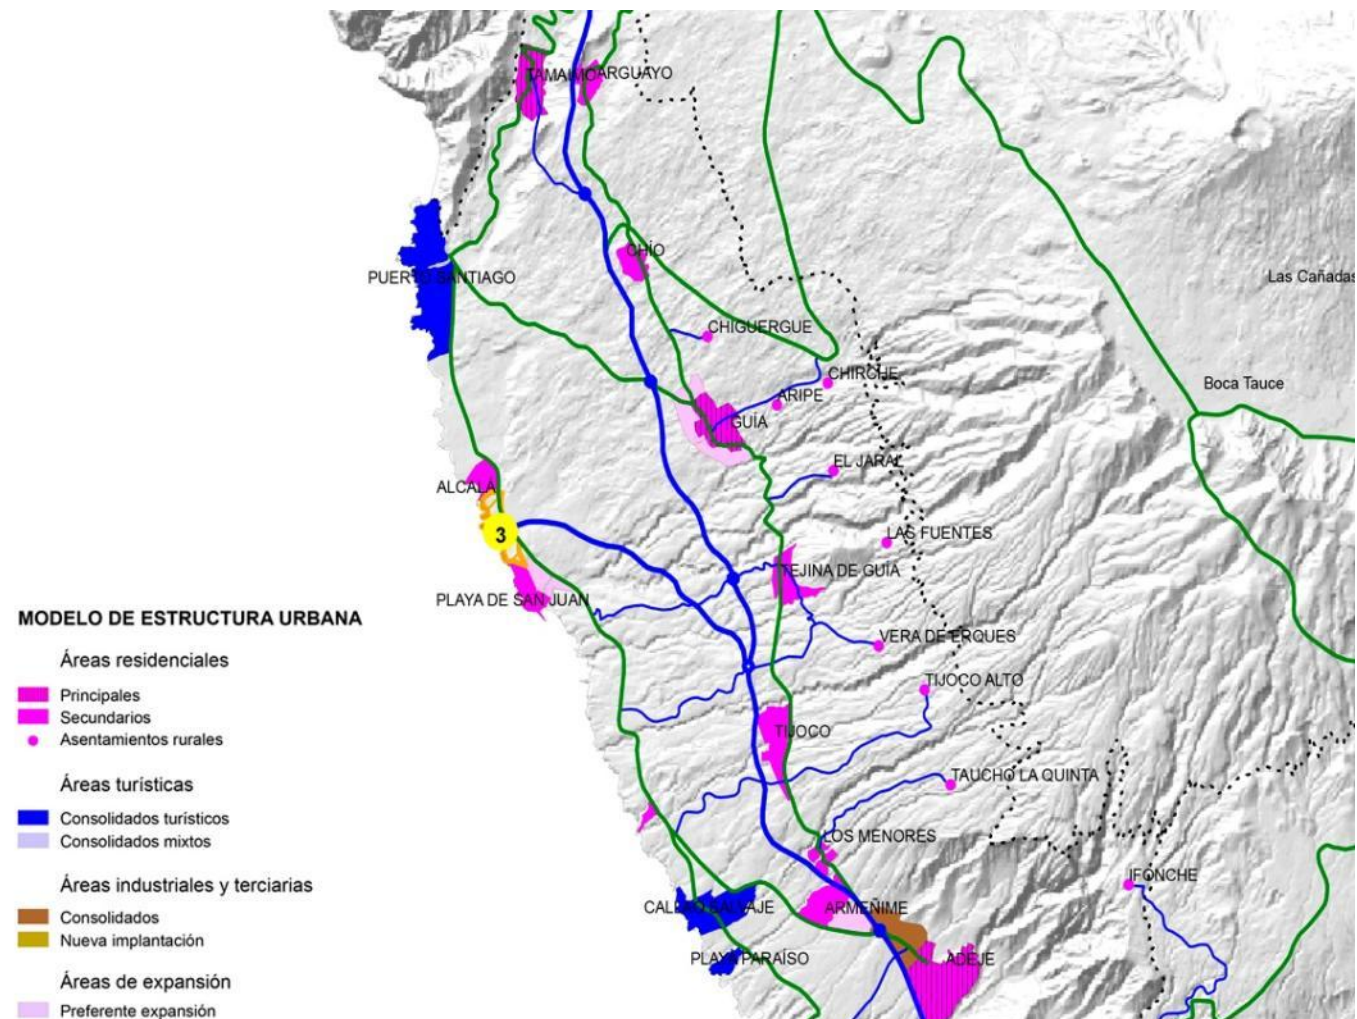 TAMAIMO
ARGUAYO
CHÍO
PUERTO SANTIAGO
Las Cañadas
CHIGUERGUE
CHIRCHE
Boca Tauce
ARIPE
GUÍA
EL JARAL
ALCALÁ
3
LAS FUENTES
TEJINA DE GUÍA
PLAYA DE SAN JUAN
VERA DE ERQUES
TIJOCO ALTO
TIJOCO
TAUCHO LA QUINTA
LOS MENORES
IFONCHE
CALLAO SALVAJE
ARMEÑIME
PLAYA PARAÍSO
ADEJE
MODELO DE ESTRUCTURA URBANA
Áreas residenciales
Principales
Secundarios
Asentamientos rurales
Áreas turísticas
Consolidados turísticos
Consolidados mixtos
Áreas industriales y terciarias
Consolidados
Nueva implantación
Áreas de expansión
Preferente expansión